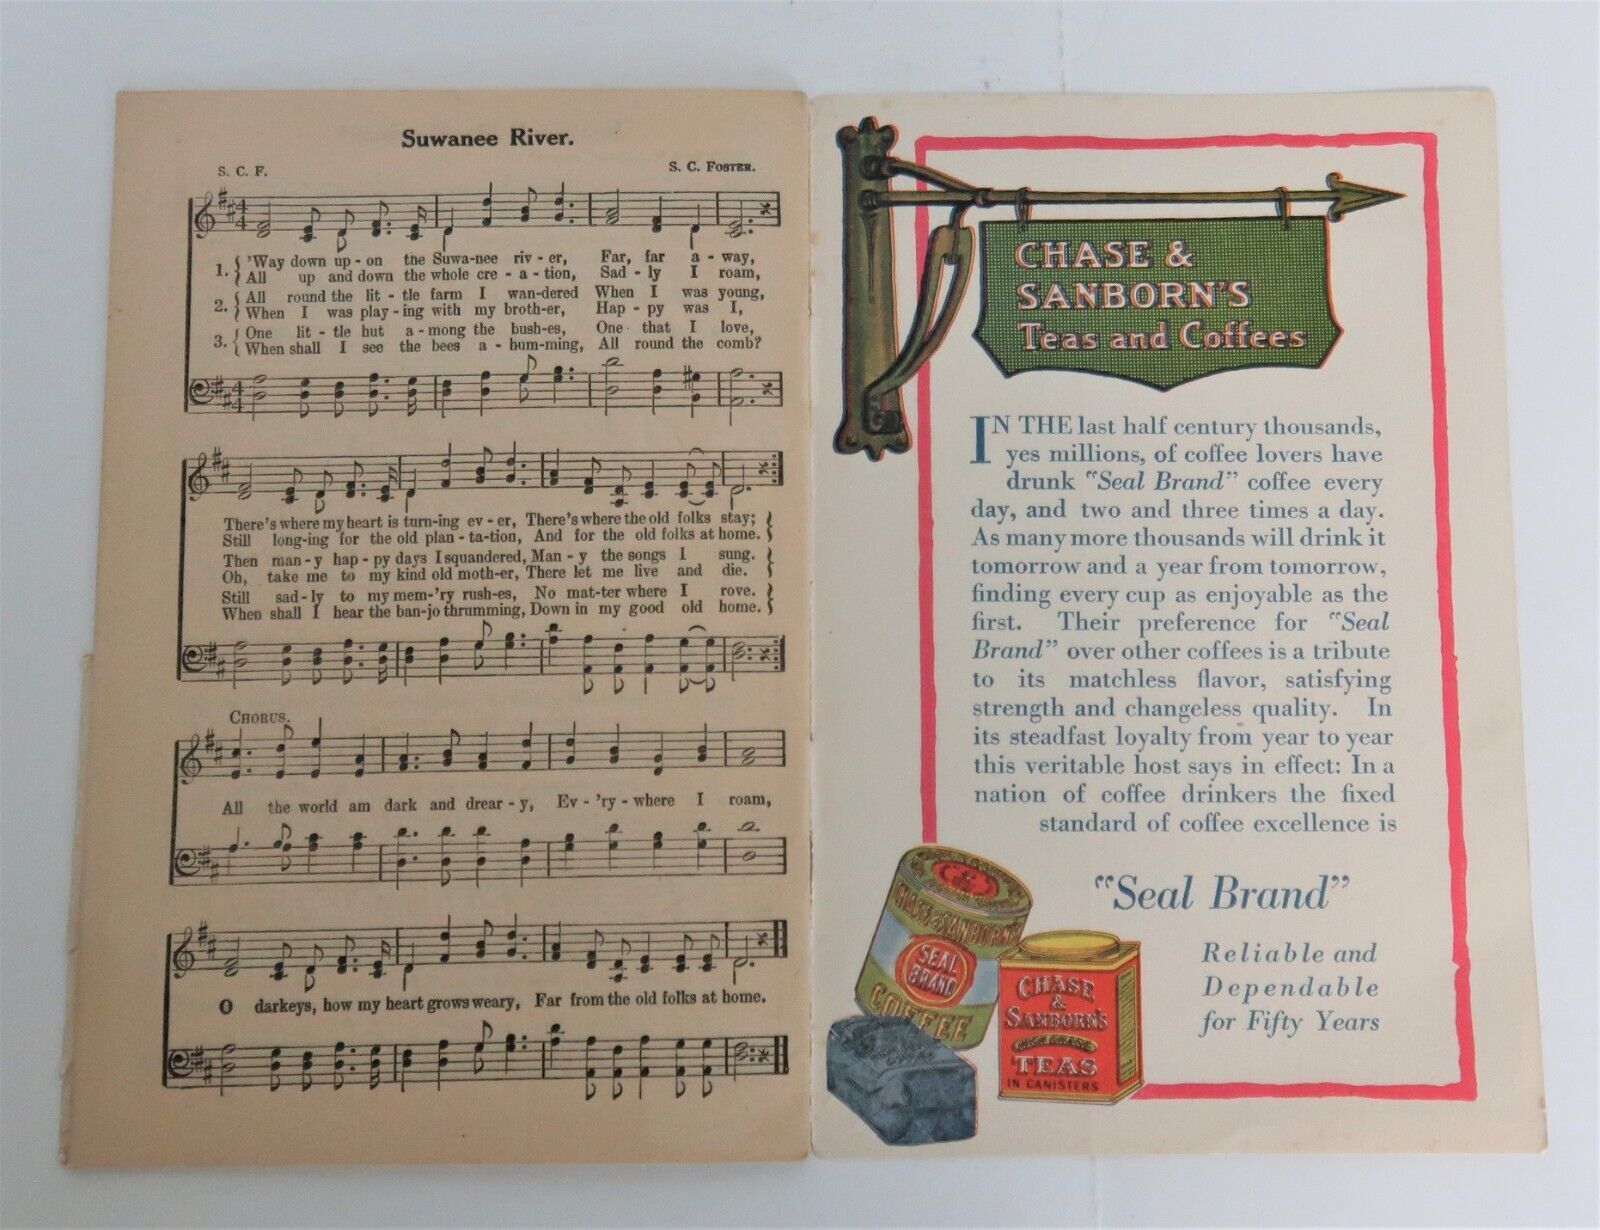 Suwanee River.
S. C. F.
S. C. FOSTER.
1. { 'Way down up - on the Suwa-nee riv - er, Far, far a - way,
All up and down the whole cre - a - tion, Sad - ly I roam,
2. { All round the lit - tle farm I wan-dered When I was young,
When I was play - ing with my broth-er, Hap - py was I,
3. { One lit - tle hut a - mong the bush-es, One that I love,
When shall I see the bees a - hum-ming, All round the comb?
There's where my heart is turn-ing ev - er, There's where the old folks stay;
Still long-ing for the old plan - ta-tion, And for the old folks at home.
Then man - y hap - py days I squandered, Man - y the songs I sung.
Oh, take me to my kind old moth-er, There let me live and die.
Still sad-ly to my mem-'ry rush-es, No mat-ter where I rove.
When shall I hear the ban-jo thrumming, Down in my good old home.
CHORUS.
All the world am dark and drear - y, Ev - 'ry - where I roam,
O darkeys, how my heart grows weary, Far from the old folks at home.
CHASE &
SANBORN'S
Teas and Coffees
IN THE last half century thousands,
yes millions, of coffee lovers have
drunk "Seal Brand" coffee every
day, and two and three times a day.
As many more thousands will drink it
tomorrow and a year from tomorrow,
finding every cup as enjoyable as the
first. Their preference for "Seal
Brand" over other coffees is a tribute
to its matchless flavor, satisfying
strength and changeless quality. In
its steadfast loyalty from year to year
this veritable host says in effect: In a
nation of coffee drinkers the fixed
standard of coffee excellence is
"Seal Brand"
Reliable and
Dependable
for Fifty Years
CHASE & SANBORN'S
SEAL
BRAND
COFFEE
CHASE
&
SANBORN'S
HIGH GRADE
TEAS
IN CANISTERS